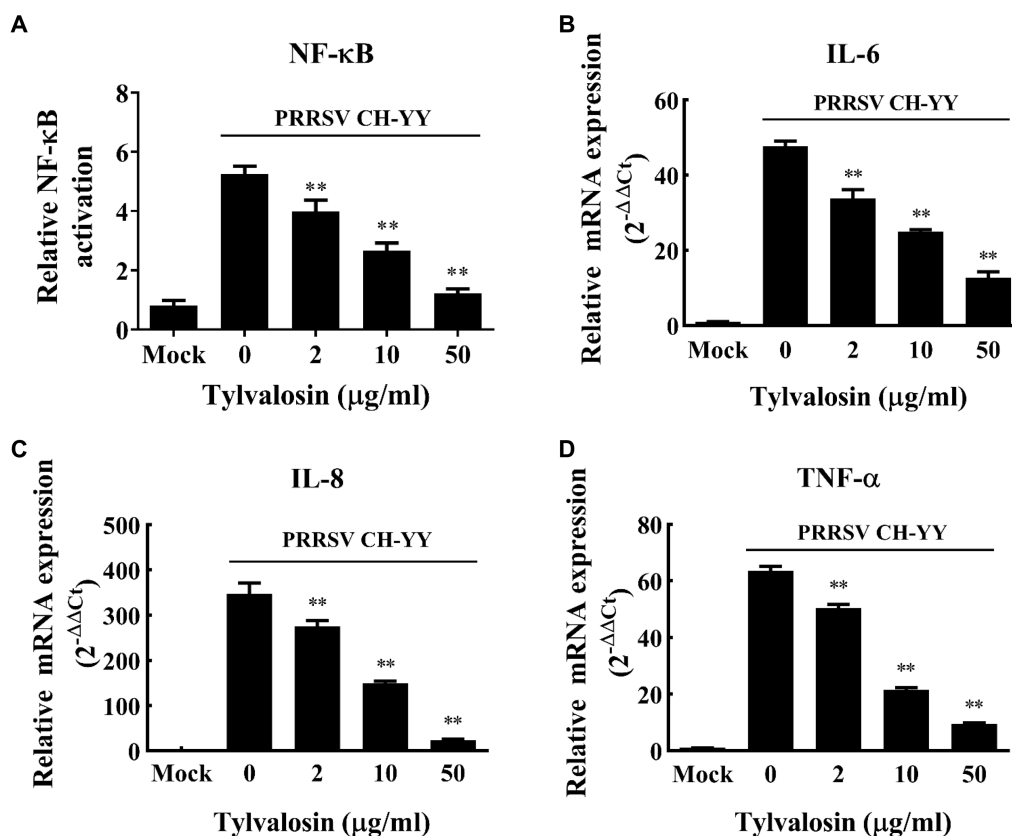 A
NF-κB
Relative NF-κB
activation
8
6
4
2
0
PRRSV CH-YY
**
**
**
Mock 0 2 10 50
Tylvalosin (μg/ml)
B
IL-6
Relative mRNA expression
(2^-ΔΔCt)
60
40
20
0
PRRSV CH-YY
**
**
**
Mock 0 2 10 50
Tylvalosin (μg/ml)
C
IL-8
Relative mRNA expression
(2^-ΔΔCt)
500
400
300
200
100
0
PRRSV CH-YY
**
**
**
Mock 0 2 10 50
Tylvalosin (μg/ml)
D
TNF-α
Relative mRNA expression
(2^-ΔΔCt)
80
60
40
20
0
PRRSV CH-YY
**
**
**
Mock 0 2 10 50
Tylvalosin (μg/ml)